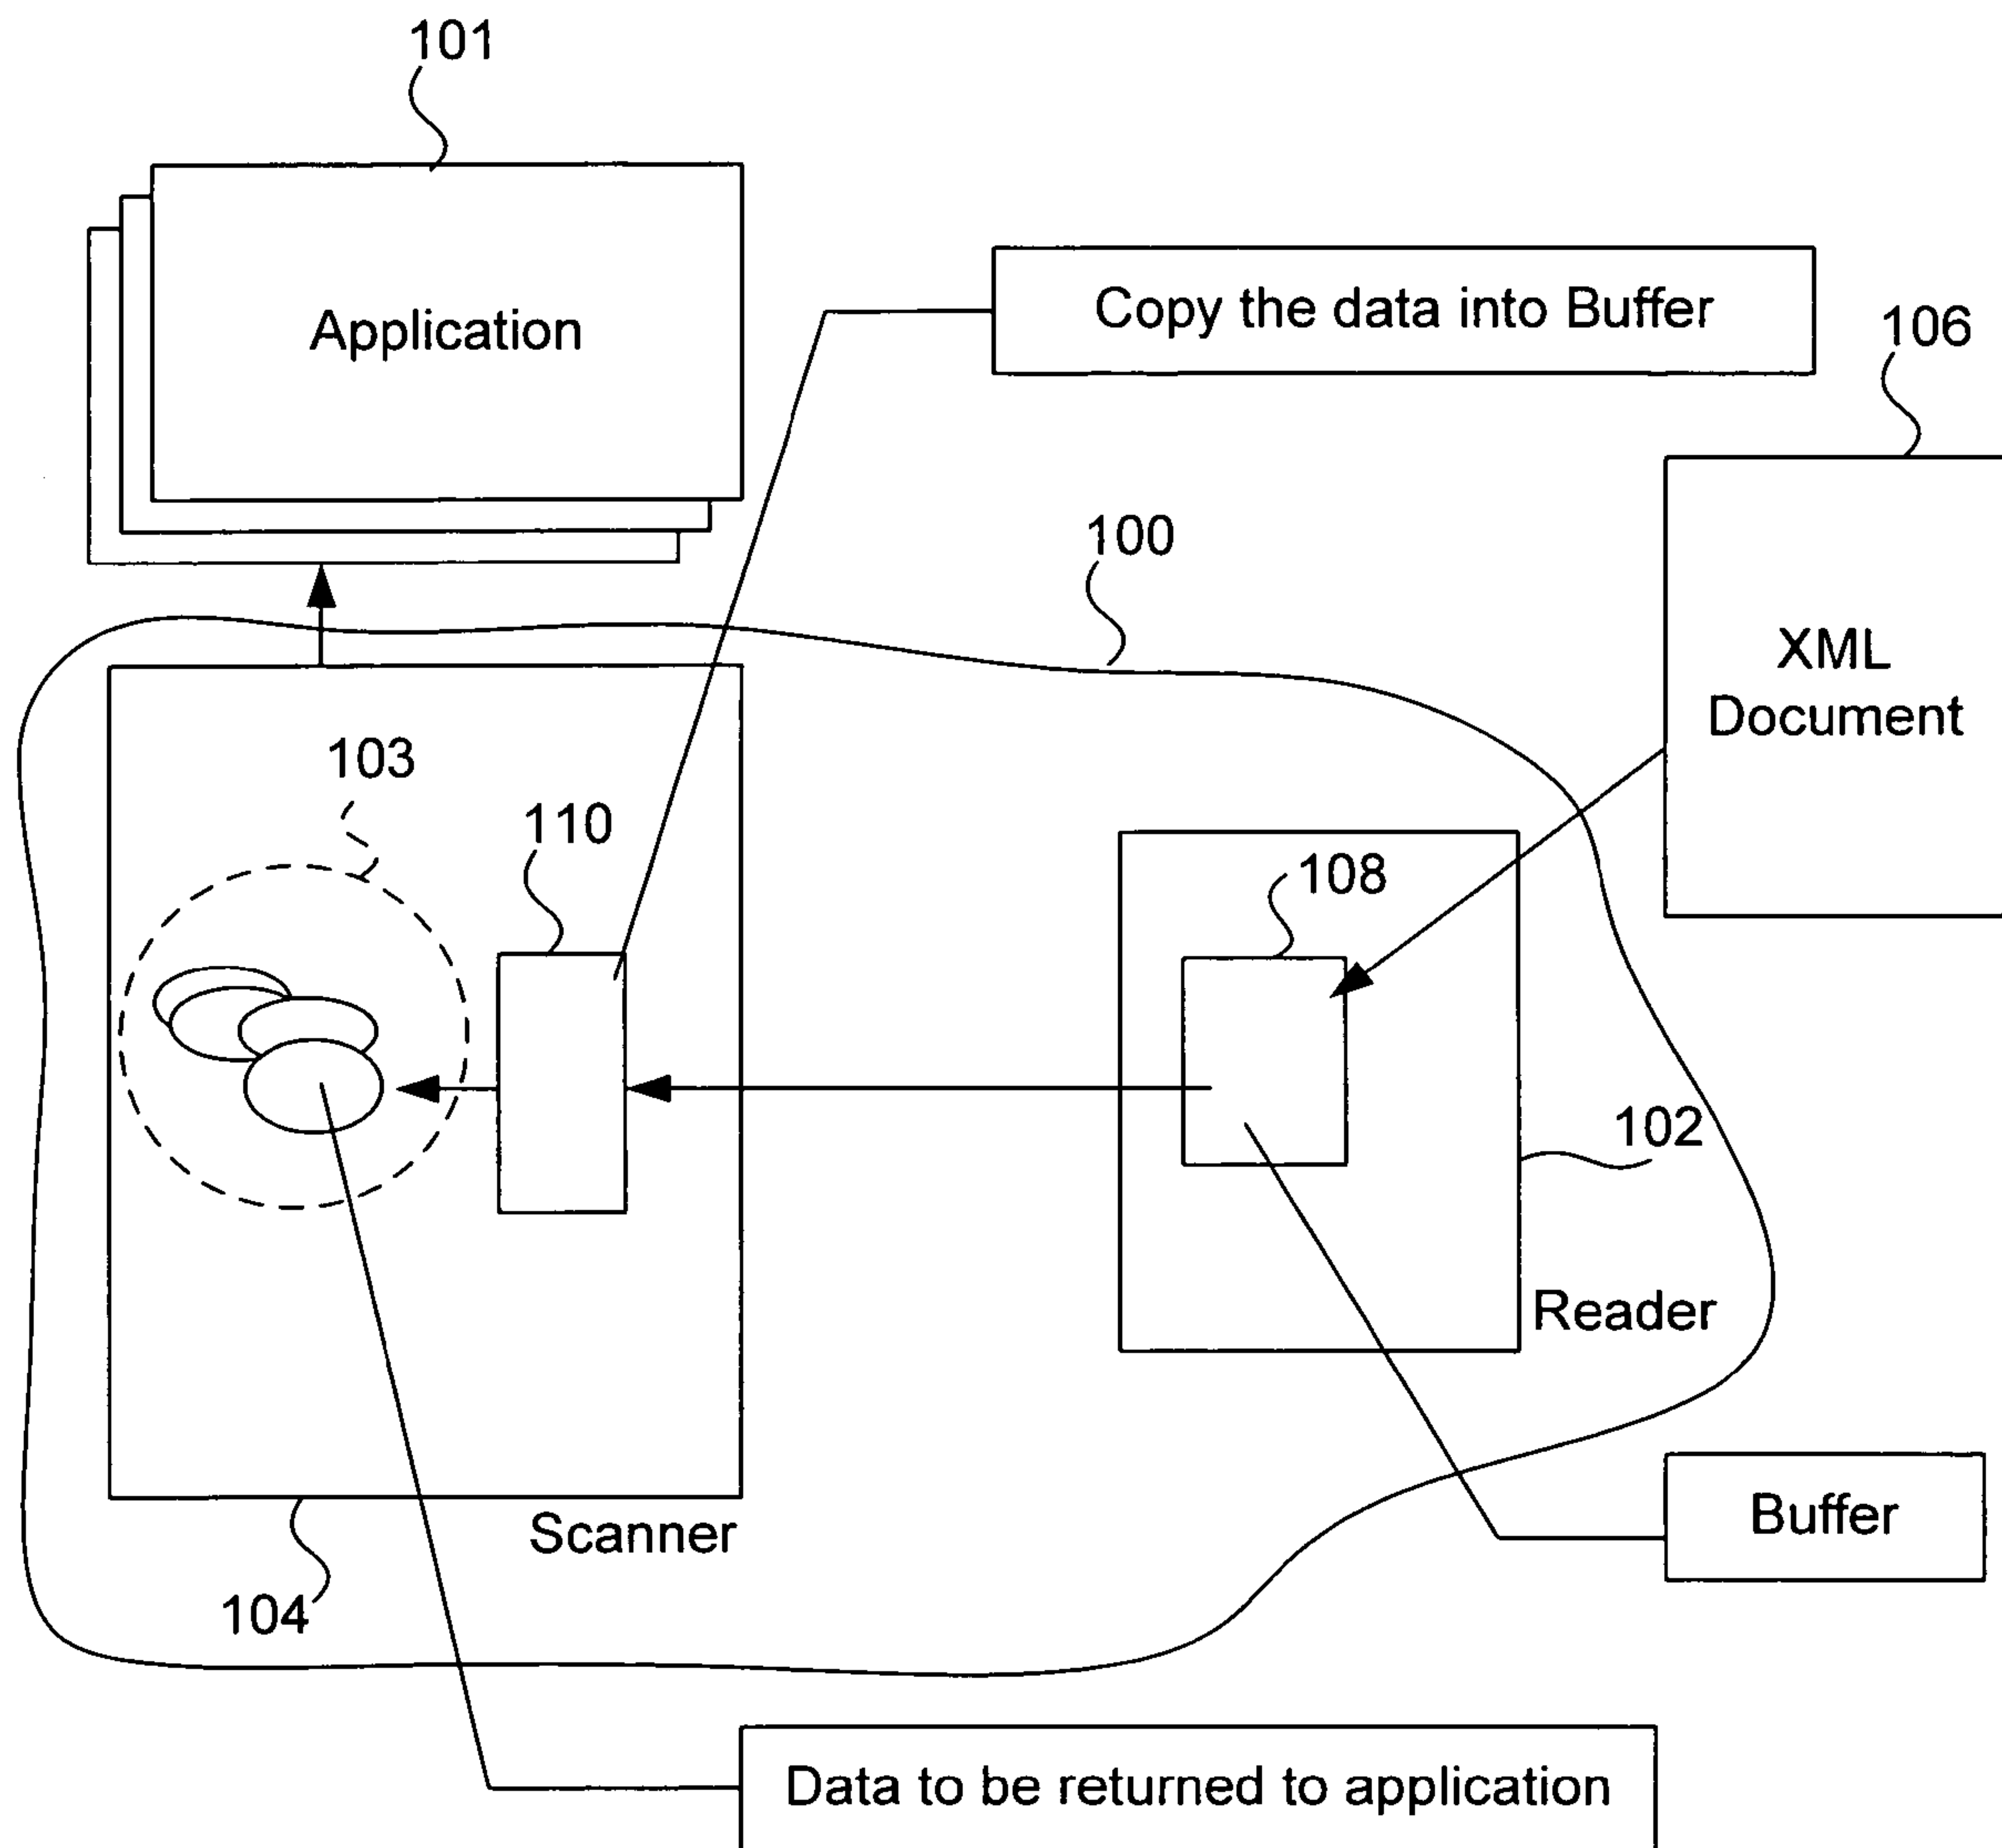 101
Application
Copy the data into Buffer
106
100
XML
Document
103
110
108
102
Reader
Buffer
Scanner
104
Data to be returned to application